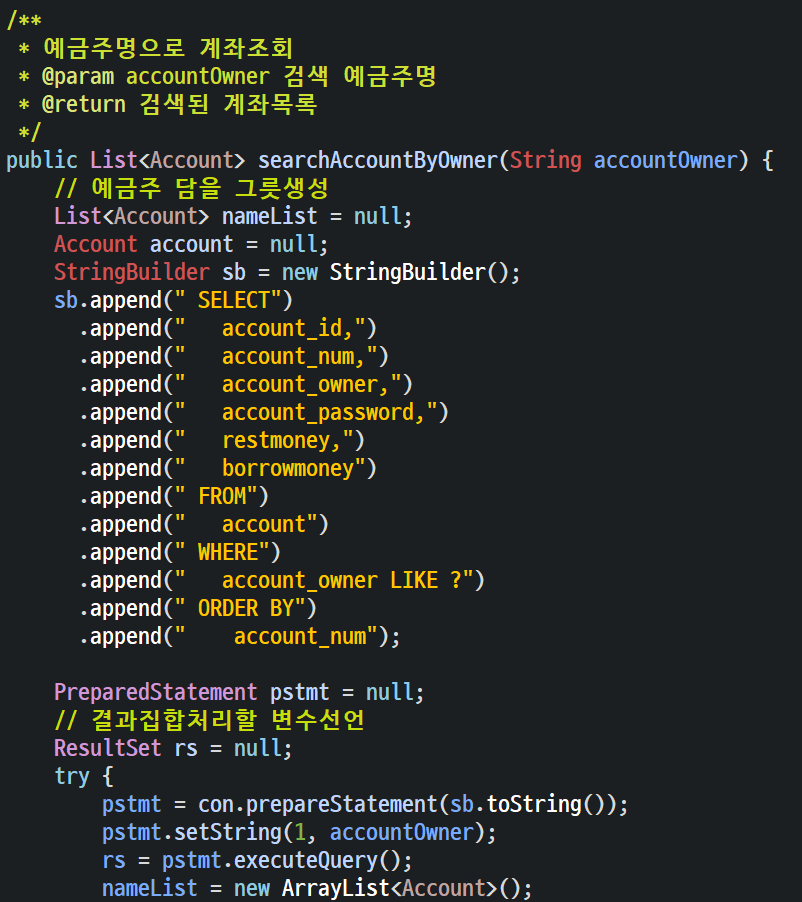 /**
 * 예금주명으로 계좌조회
 * @param accountOwner 검색 예금주명
 * @return 검색된 계좌목록
 */
public List<Account> searchAccountByOwner(String accountOwner) {
    // 예금주 담을 그릇생성
    List<Account> nameList = null;
    Account account = null;
    StringBuilder sb = new StringBuilder();
    sb.append(" SELECT")
      .append("   account_id,")
      .append("   account_num,")
      .append("   account_owner,")
      .append("   account_password,")
      .append("   restmoney,")
      .append("   borrowmoney")
      .append(" FROM")
      .append("   account")
      .append(" WHERE")
      .append("   account_owner LIKE ?")
      .append(" ORDER BY")
      .append("    account_num");
    PreparedStatement pstmt = null;
    // 결과집합처리할 변수선언
    ResultSet rs = null;
    try {
        pstmt = con.prepareStatement(sb.toString());
        pstmt.setString(1, accountOwner);
        rs = pstmt.executeQuery();
        nameList = new ArrayList<Account>();